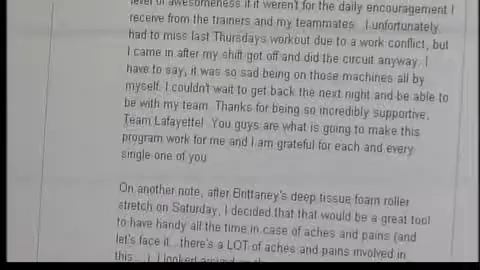 level of awesomeness if it weren't for the daily encouragement I
receive from the trainers and my teammates. I unfortunately
had to miss last Thursdays workout due to a work conflict, but
I came in after my shift got off and did the circuit anyway. I
have to say, it was so sad being on those machines all by
myself. I couldn't wait to get back the next night and be able to
be with my team. Thanks for being so incredibly supportive,
Team Lafayette! You guys are what is going to make this
program work for me and I am grateful for each and every
single one of you
On another note, after Brittaney's deep tissue foam roller
stretch on Saturday, I decided that that would be a great tool
to have handy all the time in case of aches and pains (and
let's face it...there's a LOT of aches and pains involved in
this.... I looked around